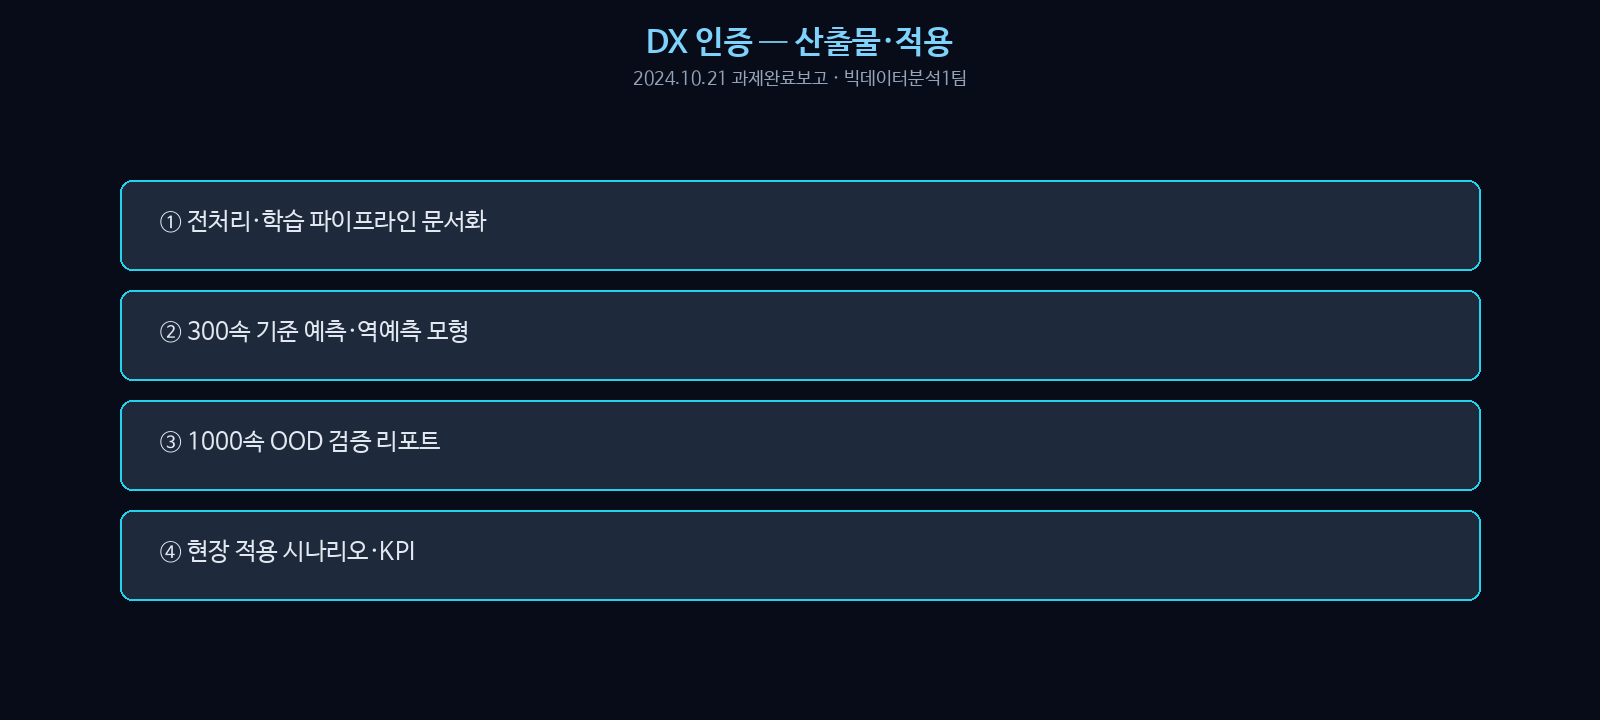 DX 인증 — 산출물·적용
2024.10.21 과제완료보고 · 빅데이터분석1팀
① 전처리·학습 파이프라인 문서화
② 300속 기준 예측·역예측 모형
③ 1000속 OOD 검증 리포트
④ 현장 적용 시나리오·KPI